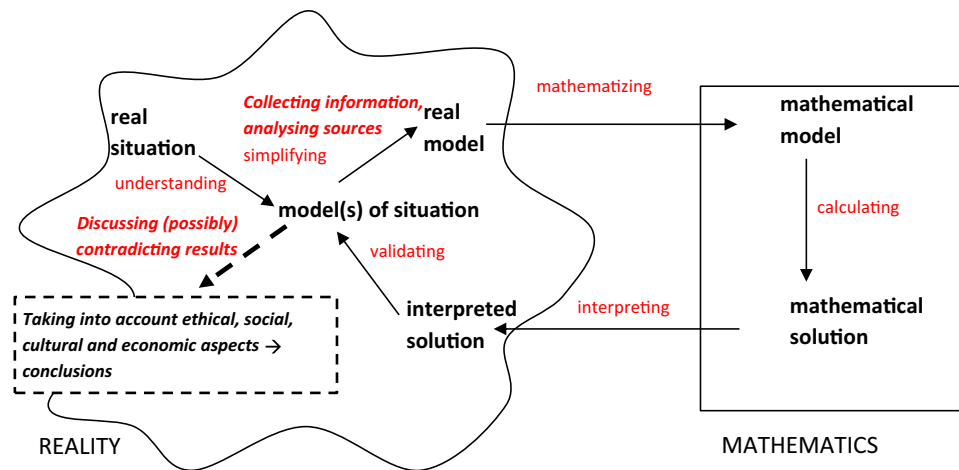 real
situation
understanding
Collecting information,
analysing sources
simplifying
real
model
mathematizing
mathematical
model
calculating
mathematical
solution
interpreting
interpreted
solution
validating
model(s) of situation
Discussing (possibly)
contradicting results
Taking into account ethical, social,
cultural and economic aspects →
conclusions
REALITY
MATHEMATICS